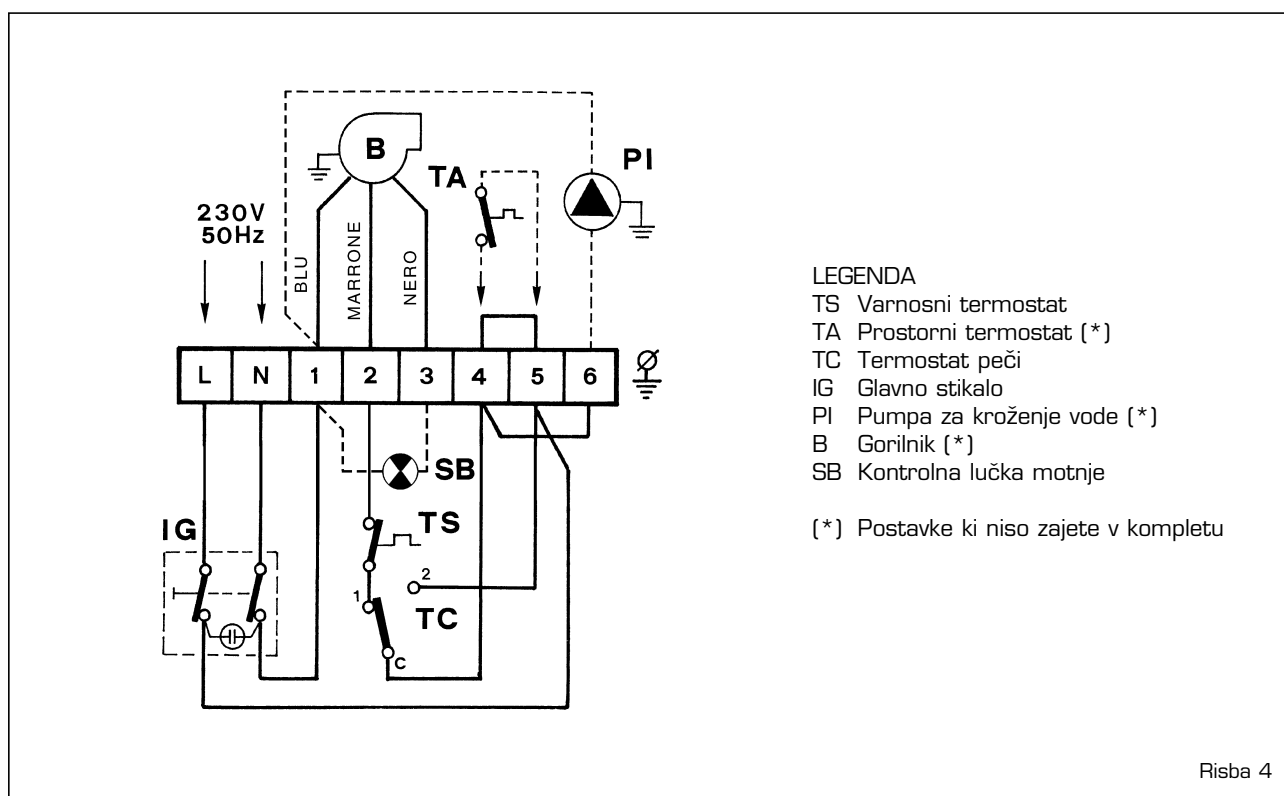 B
TA
PI
230V
50Hz
BLU
MARRONE
NERO
L N 1 2 3 4 5 6
SB
IG
TS
2
1
TC
C
LEGENDA
TS Varnosni termostat
TA Prostorni termostat (*)
TC Termostat peči
IG Glavno stikalo
PI Pumpa za kroženje vode (*)
B Gorilnik (*)
SB Kontrolna lučka motnje
(*) Postavke ki niso zajete v kompletu
Risba 4